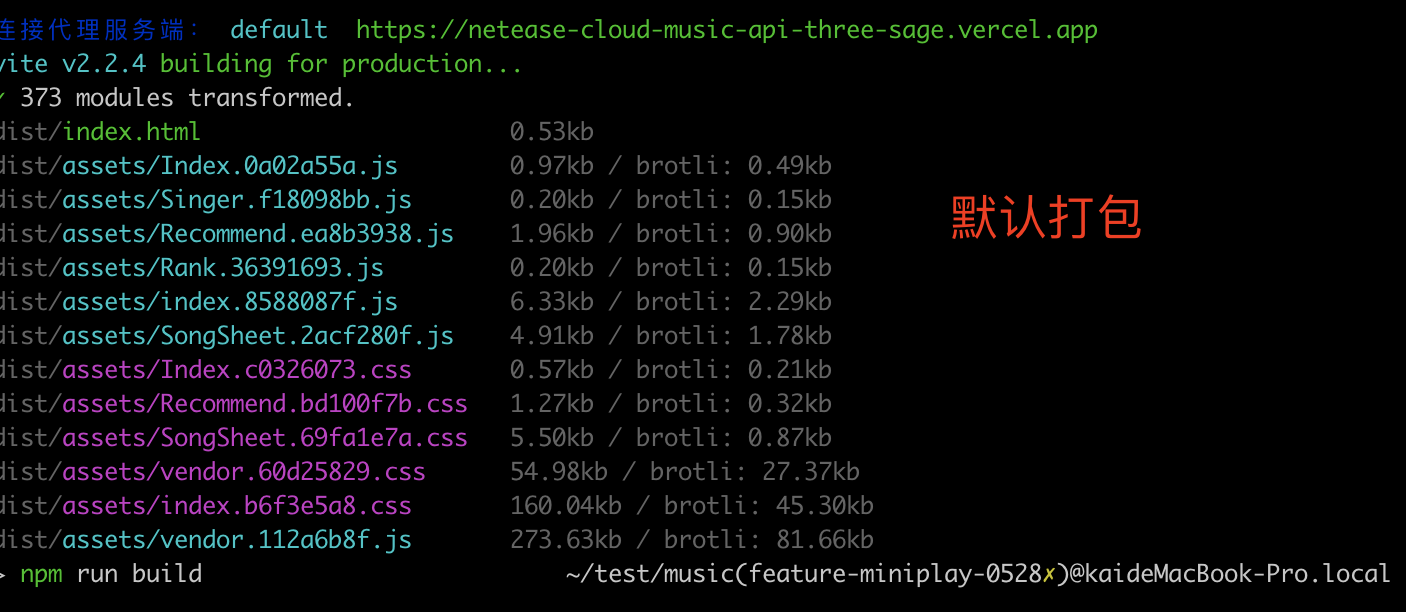 连接代理服务端： default https://netease-cloud-music-api-three-sage.vercel.app
vite v2.2.4 building for production...
✓ 373 modules transformed.
dist/index.html 0.53kb
dist/assets/Index.0a02a55a.js 0.97kb / brotli: 0.49kb
dist/assets/Singer.f18098bb.js 0.20kb / brotli: 0.15kb
dist/assets/Recommend.ea8b3938.js 1.96kb / brotli: 0.90kb
默认打包
dist/assets/Rank.36391693.js 0.20kb / brotli: 0.15kb
dist/assets/index.8588087f.js 6.33kb / brotli: 2.29kb
dist/assets/SongSheet.2acf280f.js 4.91kb / brotli: 1.78kb
dist/assets/Index.c0326073.css 0.57kb / brotli: 0.21kb
dist/assets/Recommend.bd100f7b.css 1.27kb / brotli: 0.32kb
dist/assets/SongSheet.69fa1e7a.css 5.50kb / brotli: 0.87kb
dist/assets/vendor.60d25829.css 54.98kb / brotli: 27.37kb
dist/assets/index.b6f3e5a8.css 160.04kb / brotli: 45.30kb
dist/assets/vendor.112a6b8f.js 273.63kb / brotli: 81.66kb
> npm run build ~/test/music(feature-miniplay-0528✗)@kaideMacBook-Pro.local